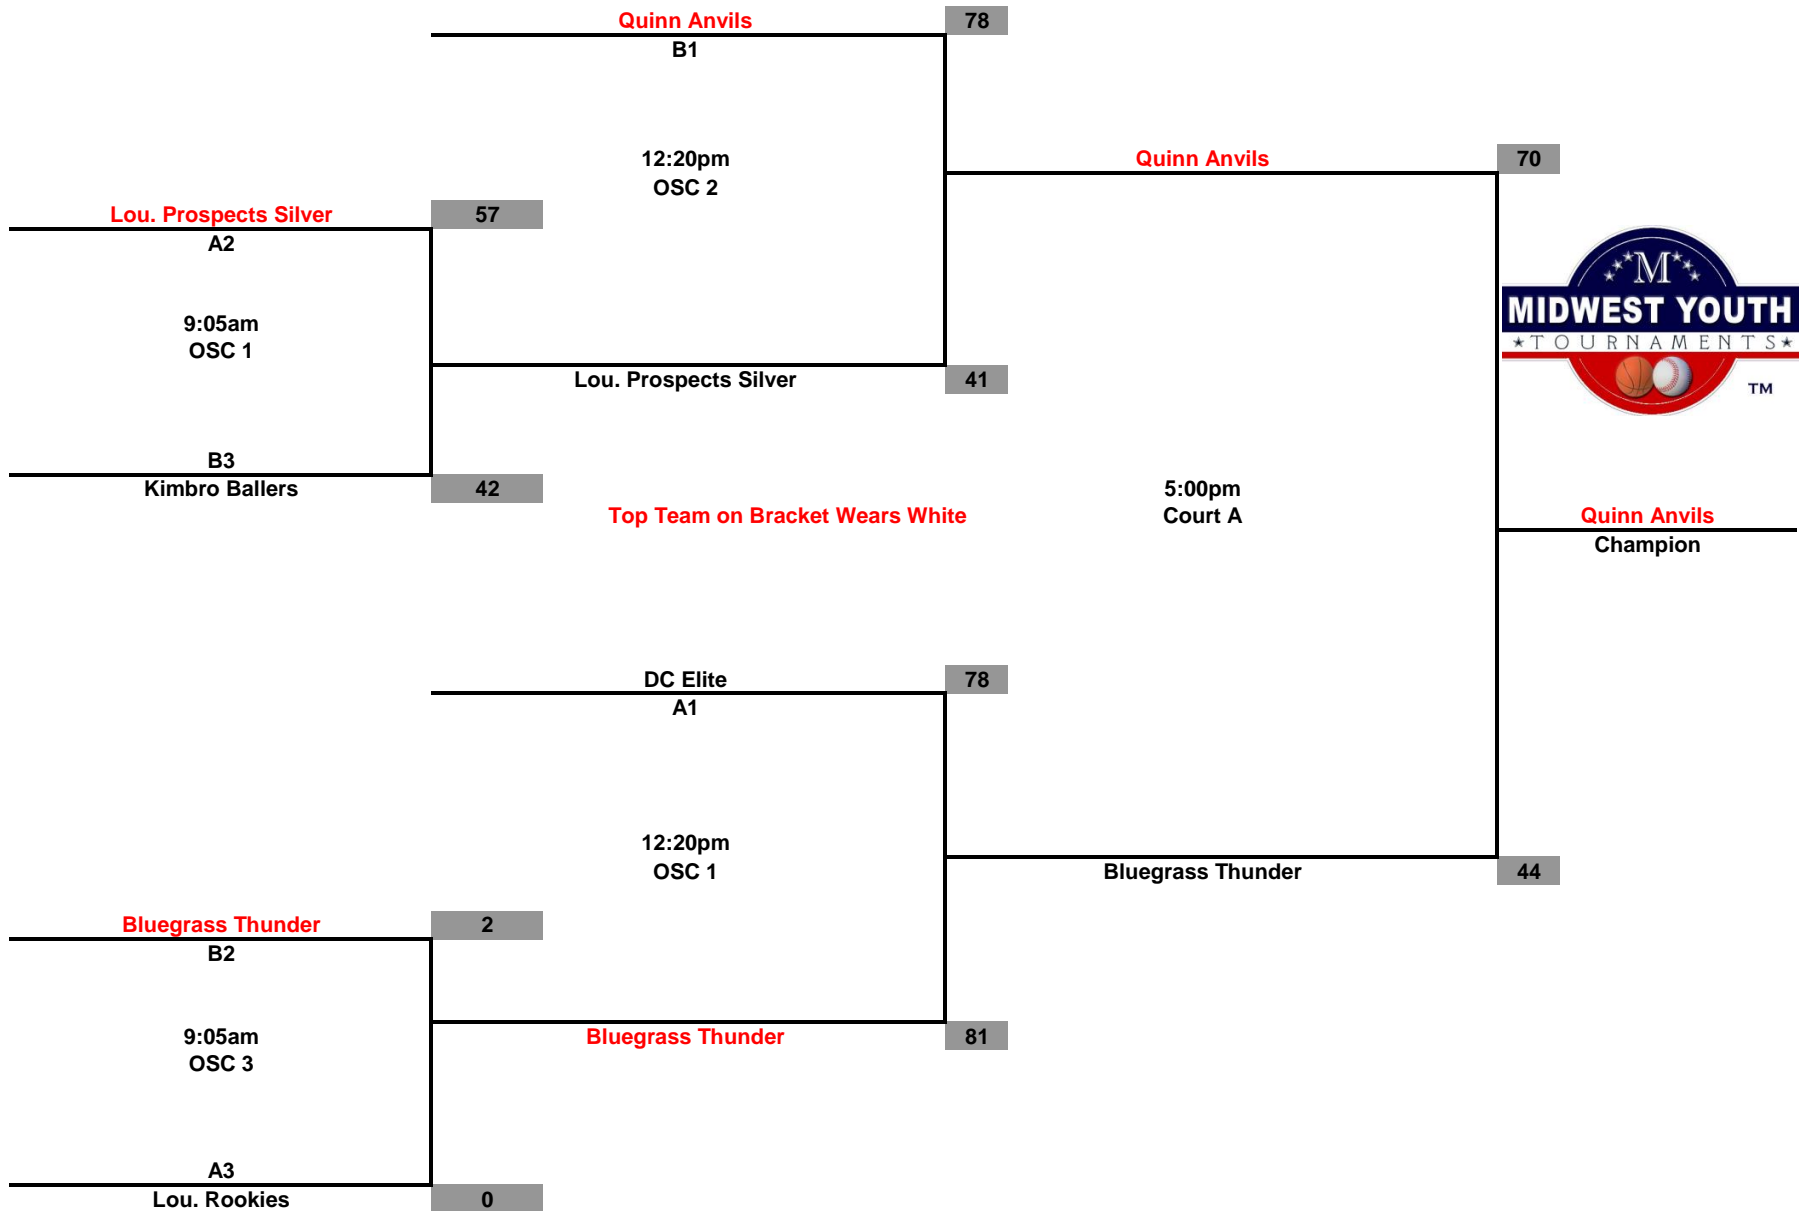 Quinn Anvils 78
B1
12:20pm
OSC 2
Quinn Anvils 70
Lou. Prospects Silver 57
A2
M
MIDWEST YOUTH
TOURNAMENTS
TM
9:05am
OSC 1
Lou. Prospects Silver 41
B3
Kimbro Ballers 42
5:00pm
Top Team on Bracket Wears White
Court A
Quinn Anvils
Champion
DC Elite 78
A1
12:20pm
OSC 1
Bluegrass Thunder 44
Bluegrass Thunder 2
B2
9:05am
OSC 3
Bluegrass Thunder 81
A3
Lou. Rookies 0